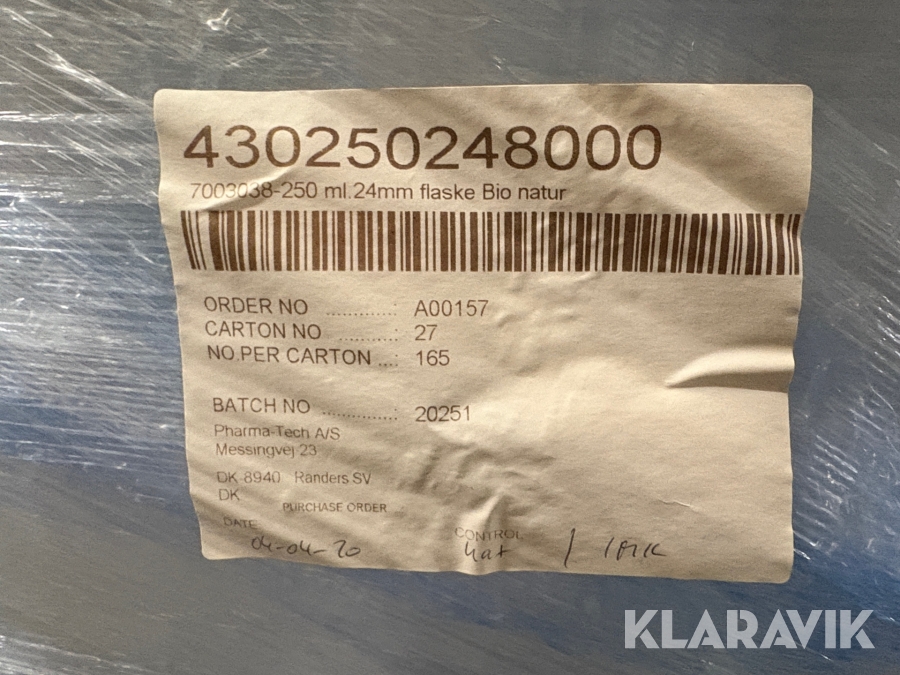 430250248000
7003038-250 ml.24mm flaske Bio natur
ORDER NO ............: A00157
CARTON NO ..........: 27
NO.PER CARTON ...: 165
BATCH NO ............: 20251
Pharma-Tech A/S
Messingvej 23
DK 8940 Randers SV
DK
PURCHASE ORDER
DATE CONTROL
04-04-20
KLARAVIK